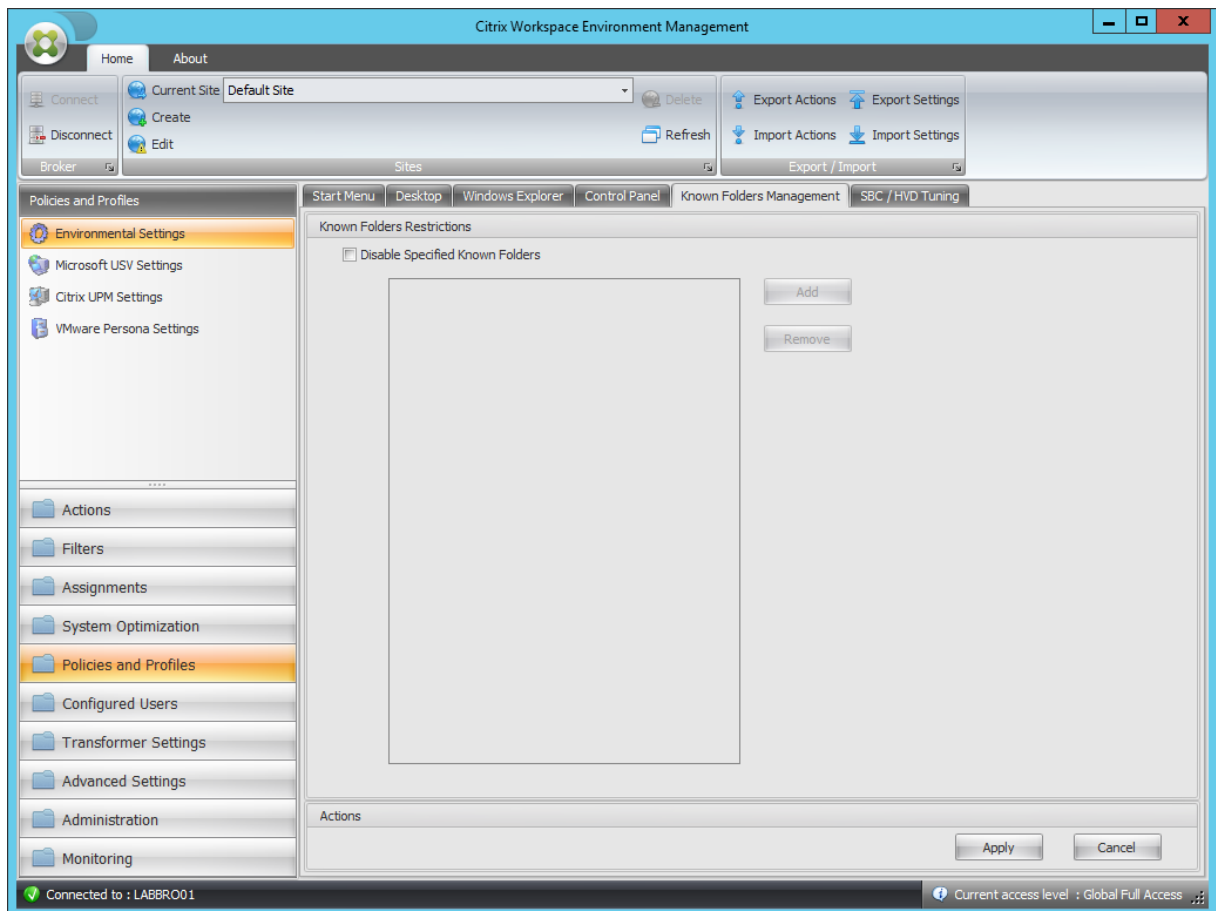 Citrix Workspace Environment Management
Home About
Connect
Disconnect
Broker
Current Site Default Site
Create
Edit
Delete
Refresh
Sites
Export Actions Export Settings
Import Actions Import Settings
Export / Import
Policies and Profiles
Environmental Settings
Microsoft USV Settings
Citrix UPM Settings
VMware Persona Settings
Actions
Filters
Assignments
System Optimization
Policies and Profiles
Configured Users
Transformer Settings
Advanced Settings
Administration
Monitoring
Start Menu Desktop Windows Explorer Control Panel Known Folders Management SBC / HVD Tuning
Known Folders Restrictions
Disable Specified Known Folders
Add
Remove
Actions
Apply Cancel
Connected to : LABBRO01
Current access level : Global Full Access